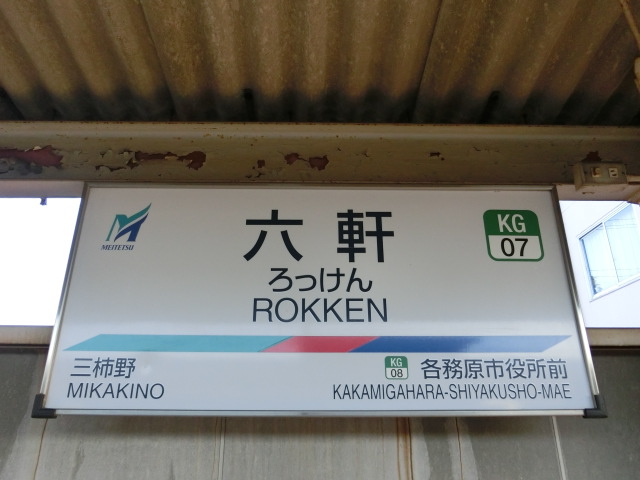 MEITETSU
六軒
ろっけん
ROKKEN
KG
07
三柿野
MIKAKINO
KG
08
各務原市役所前
KAKAMIGAHARA-SHIYAKUSHO-MAE